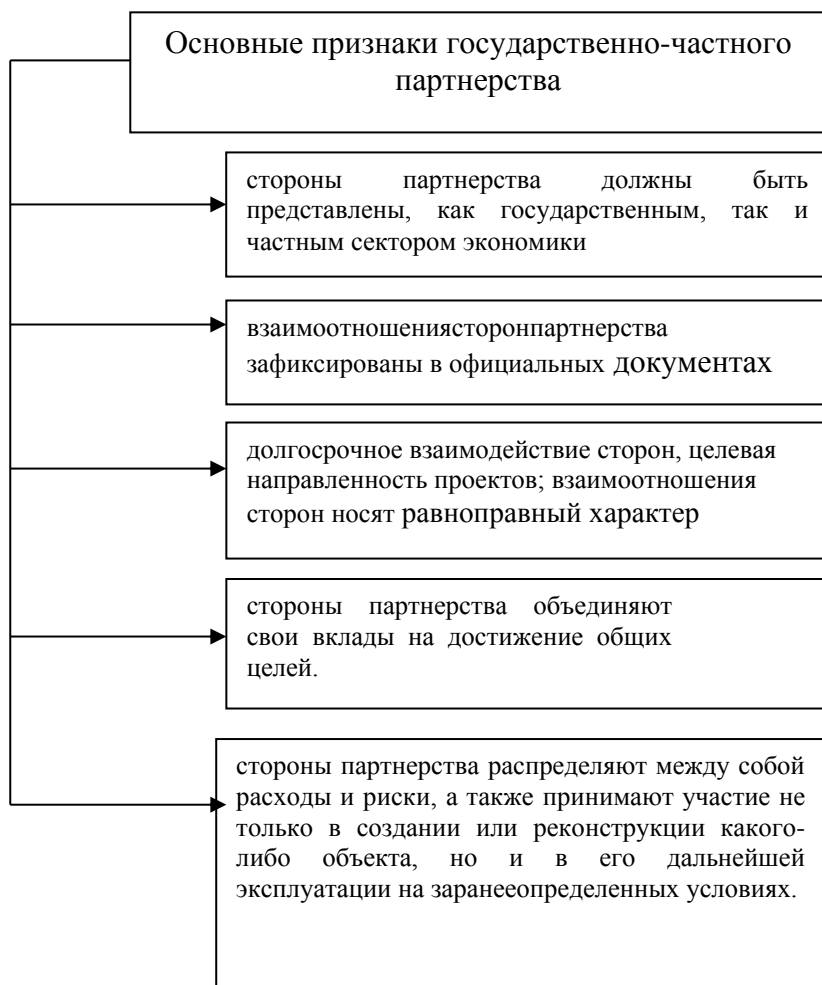 Основные признаки государственно-частного
партнерства
стороны партнерства должны быть
представлены, как государственным, так и
частным сектором экономики
взаимоотношениясторонпартнерства
зафиксированы в официальных документах
долгосрочное взаимодействие сторон, целевая
направленность проектов; взаимоотношения
сторон носят равноправный характер
стороны партнерства объединяют
свои вклады на достижение общих
целей.
стороны партнерства распределяют между собой
расходы и риски, а также принимают участие не
только в создании или реконструкции какого-
либо объекта, но и в его дальнейшей
эксплуатации на заранееопределенных условиях.